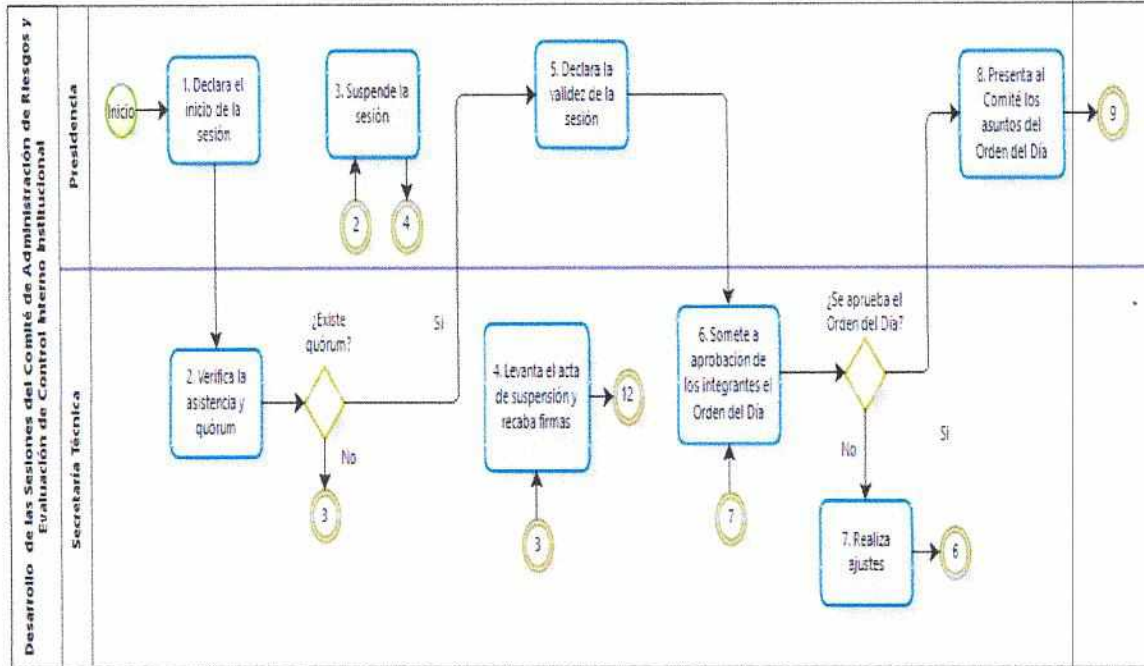 Desarrollo de las Sesiones del Comité de Administración de Riesgos y
Evaluación de Control Interno Institucional
Presidencia
Inicio
1. Declara el
inicio de la
sesión
3. Suspende la
sesión
2
4
5. Declara la
validez de la
sesión
8. Presenta al
Comité los
asuntos del
Orden del Día
9
Secretaría Técnica
2. Verifica la
asistencia y
quórum
¿Existe
quórum?
Si
No
3
4. Levanta el acta
de suspensión y
recaba firmas
12
3
6. Somete a
aprobación de
los integrantes el
Orden del Día
7
¿Se aprueba el
Orden del Día?
Si
No
7. Realiza
ajustes
6